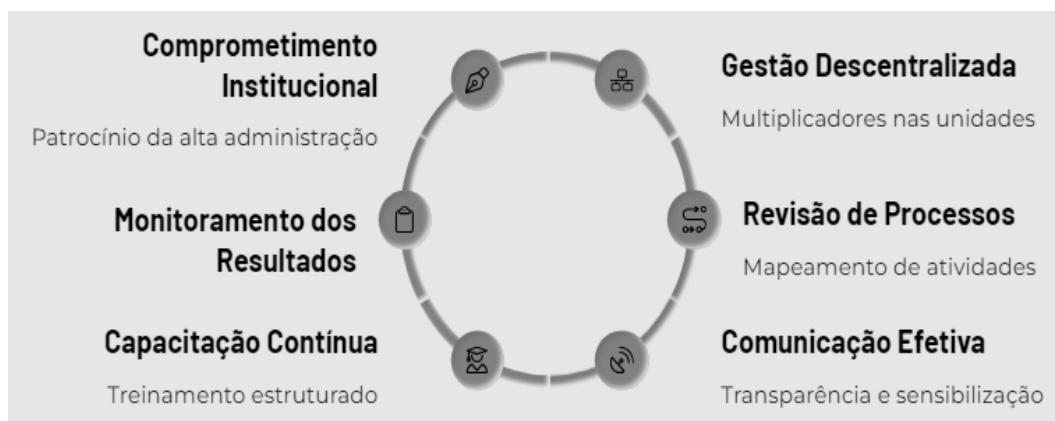 Comprometimento
Institucional
Patrocínio da alta administração
Gestão Descentralizada
Multiplicadores nas unidades
Monitoramento dos
Resultados
Revisão de Processos
Mapeamento de atividades
Capacitação Contínua
Treinamento estruturado
Comunicação Efetiva
Transparência e sensibilização